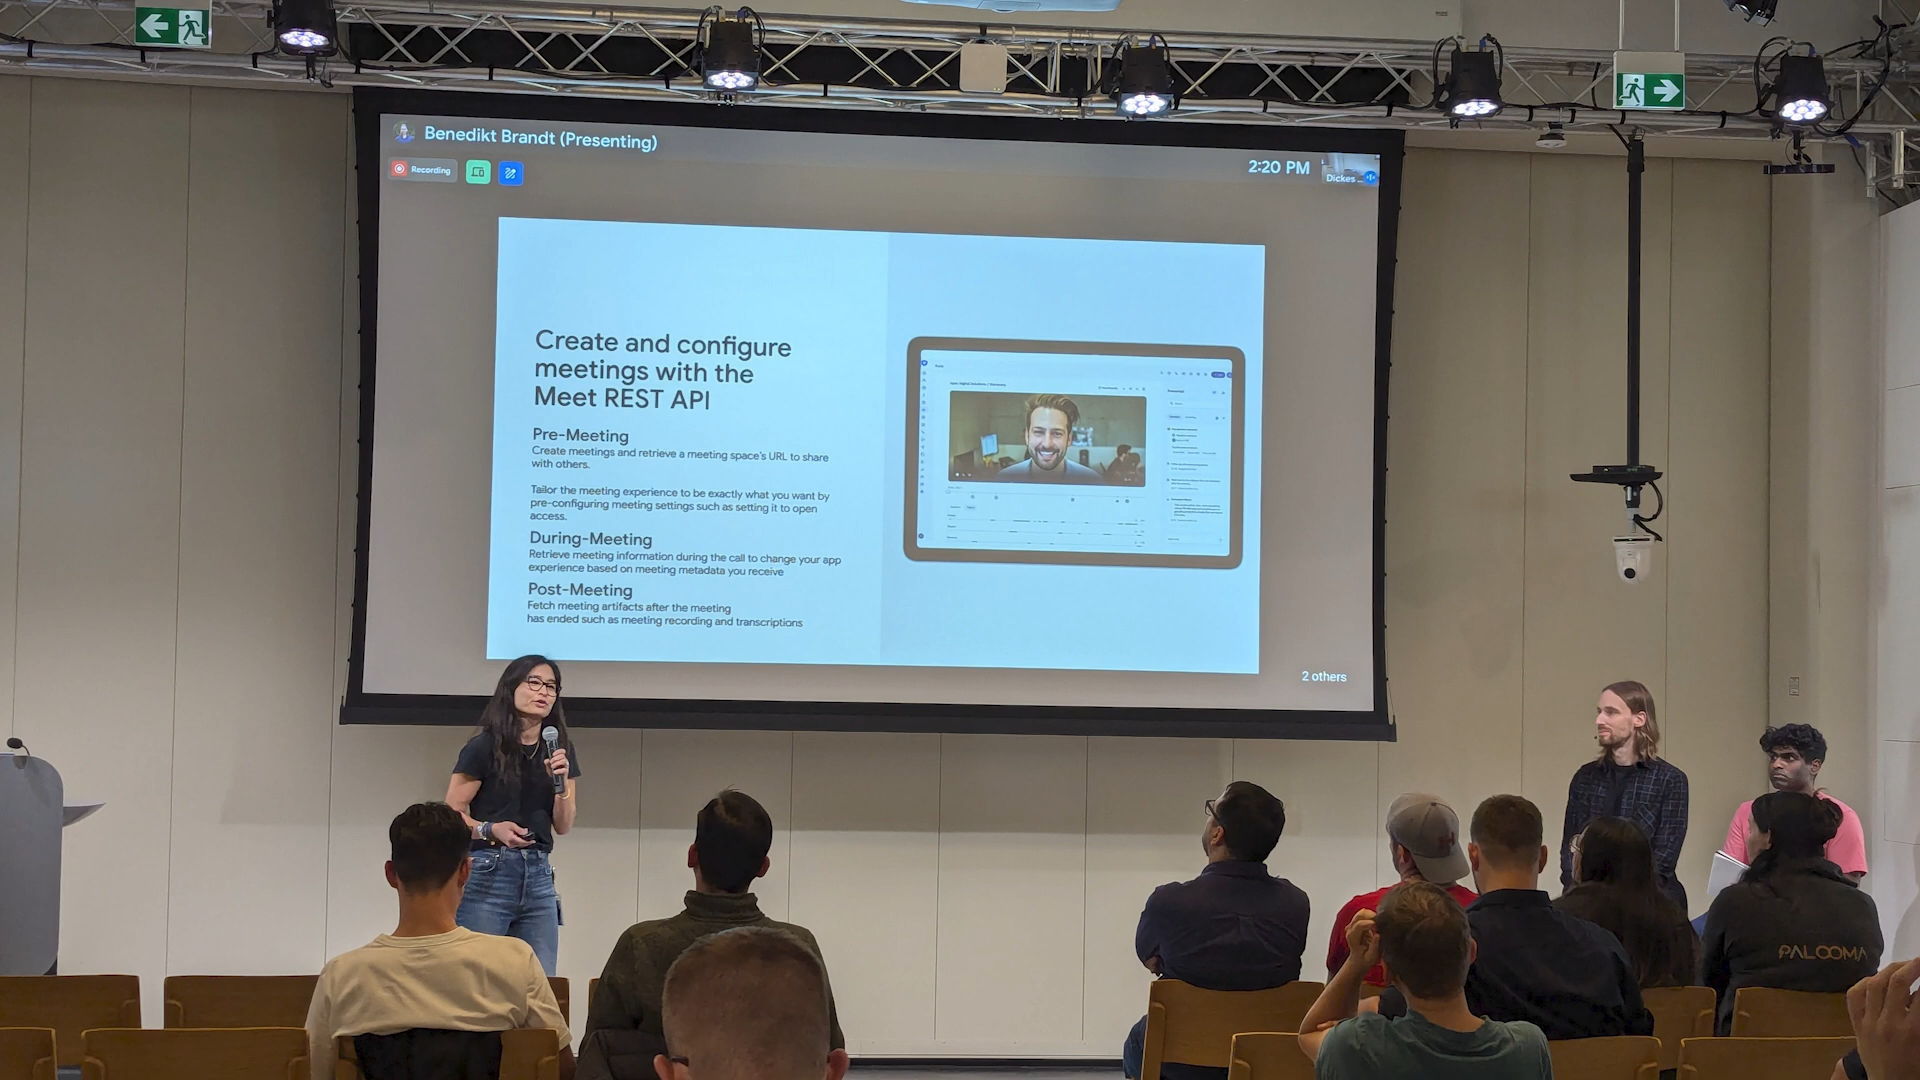 Benedikt Brandt (Presenting)
Recording
2:20 PM
Dickes
Create and configure
meetings with the
Meet REST API
Pre-Meeting
Create meetings and retrieve a meeting space's URL to share
with others.
Tailor the meeting experience to be exactly what you want by
pre-configuring meeting settings such as setting it to open
access.
During-Meeting
Retrieve meeting information during the call to change your app
experience based on meeting metadata you receive
Post-Meeting
Fetch meeting artifacts after the meeting
has ended such as meeting recording and transcriptions
2 others
PALOOMA